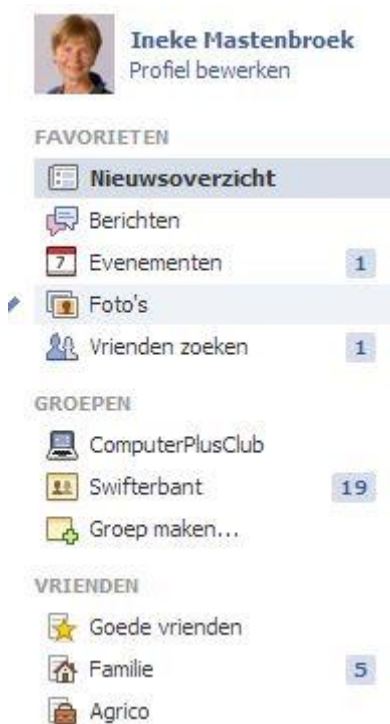 Ineke Mastenbroek
Profiel bewerken
FAVORIETEN
Nieuwsoverzicht
Berichten
7 Evenementen 1
Foto's
Vrienden zoeken 1
GROEPEN
ComputerPlusClub
Swifterbant 19
Groep maken...
VRIENDEN
Goede vrienden
Familie 5
Agrico